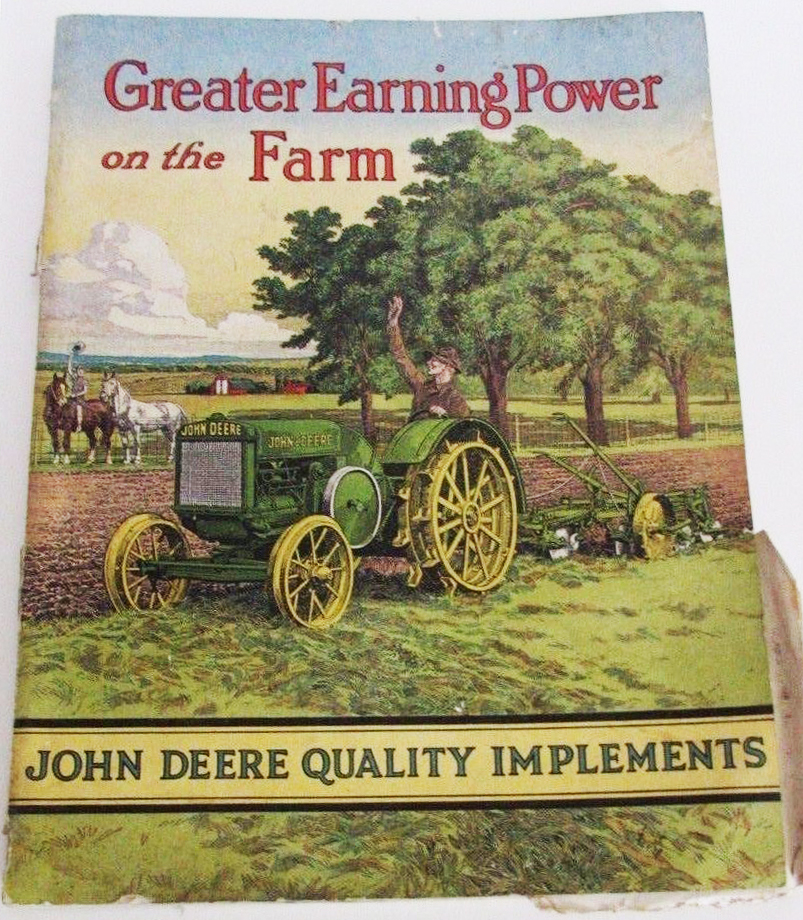 Greater Earning Power
on the Farm
JOHN DEERE
JOHN DEERE
JOHN DEERE QUALITY IMPLEMENTS